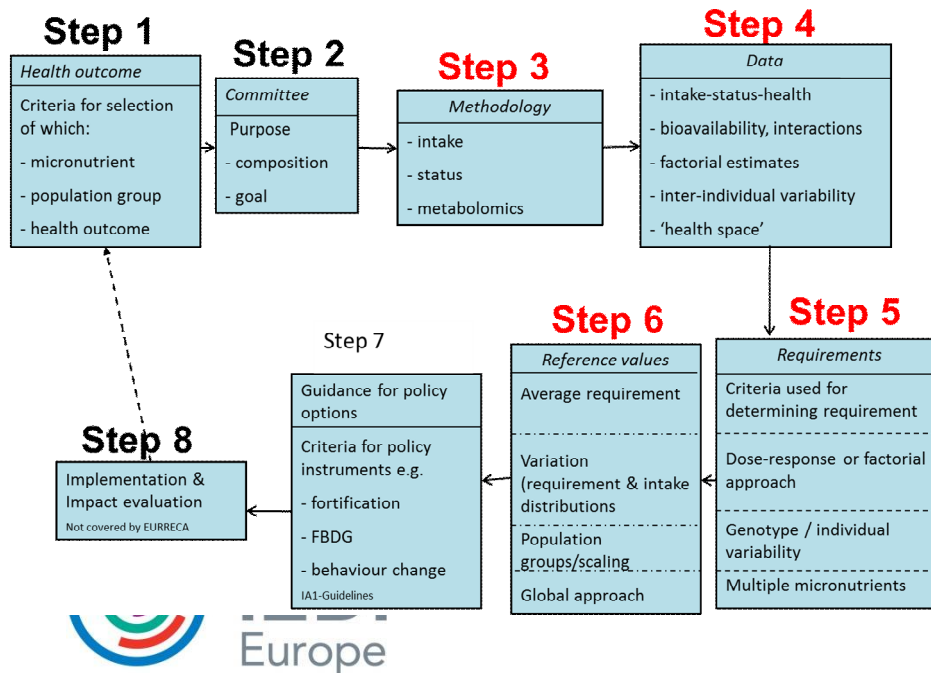 Step 1
Health outcome
Criteria for selection
of which:
- micronutrient
- population group
- health outcome
Step 2
Committee
Purpose
- composition
- goal
Step 3
Methodology
- intake
- status
- metabolomics
Step 4
Data
- intake-status-health
- bioavailability, interactions
- factorial estimates
- inter-individual variability
- ‘health space’
Step 5
Requirements
Criteria used for
determining requirement
Dose-response or factorial
approach
Genotype / individual
variability
Multiple micronutrients
Step 6
Reference values
Average requirement
Variation
(requirement & intake
distributions
Population
groups/scaling
Global approach
Step 7
Guidance for policy
options
Criteria for policy
instruments e.g.
- fortification
- FBDG
- behaviour change
IA1-Guidelines
Step 8
Implementation &
Impact evaluation
Not covered by EURRECA
Europe